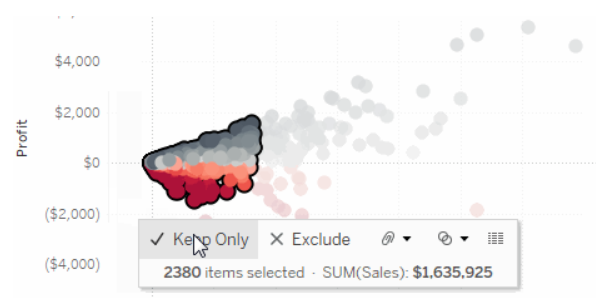 $4,000
$2,000
Profit
$0
($2,000)
Keep Only
Exclude
($4,000)
2380 items selected · SUM(Sales): $1,635,925